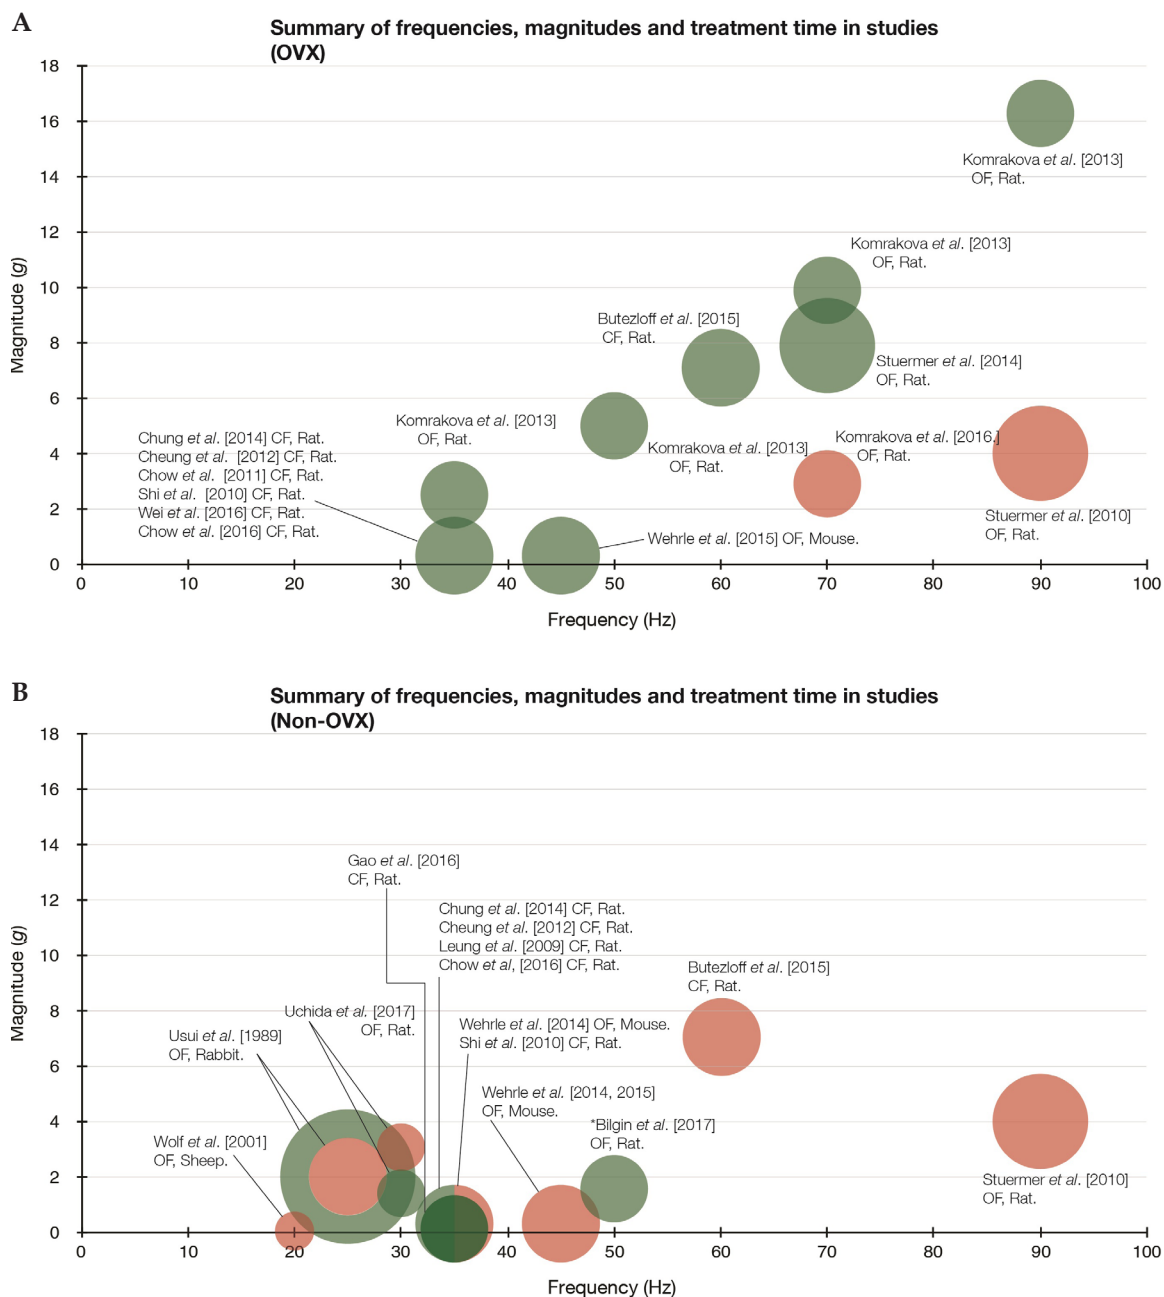 A
Summary of frequencies, magnitudes and treatment time in studies
(OVX)
18
16
14
12
10
8
6
4
2
0
Magnitude (g)
Komrakova et al. [2013]
OF, Rat.
Komrakova et al. [2013]
OF, Rat.
Butezloff et al. [2015]
CF, Rat.
Stuermer et al. [2014]
OF, Rat.
Komrakova et al. [2013]
OF, Rat.
Komrakova et al. [2013]
OF, Rat.
Komrakova et al. [2016.]
OF, Rat.
Chung et al. [2014] CF, Rat.
Cheung et al. [2012] CF, Rat.
Chow et al. [2011] CF, Rat.
Shi et al. [2010] CF, Rat.
Wei et al. [2016] CF, Rat.
Chow et al. [2016] CF, Rat.
Stuermer et al. [2010]
OF, Rat.
Wehrle et al. [2015] OF, Mouse.
0 10 20 30 40 50 60 70 80 90 100
Frequency (Hz)
B
Summary of frequencies, magnitudes and treatment time in studies
(Non-OVX)
18
16
14
12
10
8
6
4
2
0
Magnitude (g)
Gao et al. [2016]
CF, Rat.
Chung et al. [2014] CF, Rat.
Cheung et al. [2012] CF, Rat.
Leung et al. [2009] CF, Rat.
Chow et al, [2016] CF, Rat.
Butezloff et al. [2015]
CF, Rat.
Uchida et al. [2017]
OF, Rat.
Wehrle et al. [2014] OF, Mouse.
Shi et al. [2010] CF, Rat.
Usui et al. [1989]
OF, Rabbit.
Wehrle et al. [2014, 2015]
OF, Mouse.
*Bilgin et al. [2017]
OF, Rat.
Wolf et al. [2001]
OF, Sheep.
Stuermer et al. [2010]
OF, Rat.
0 10 20 30 40 50 60 70 80 90 100
Frequency (Hz)